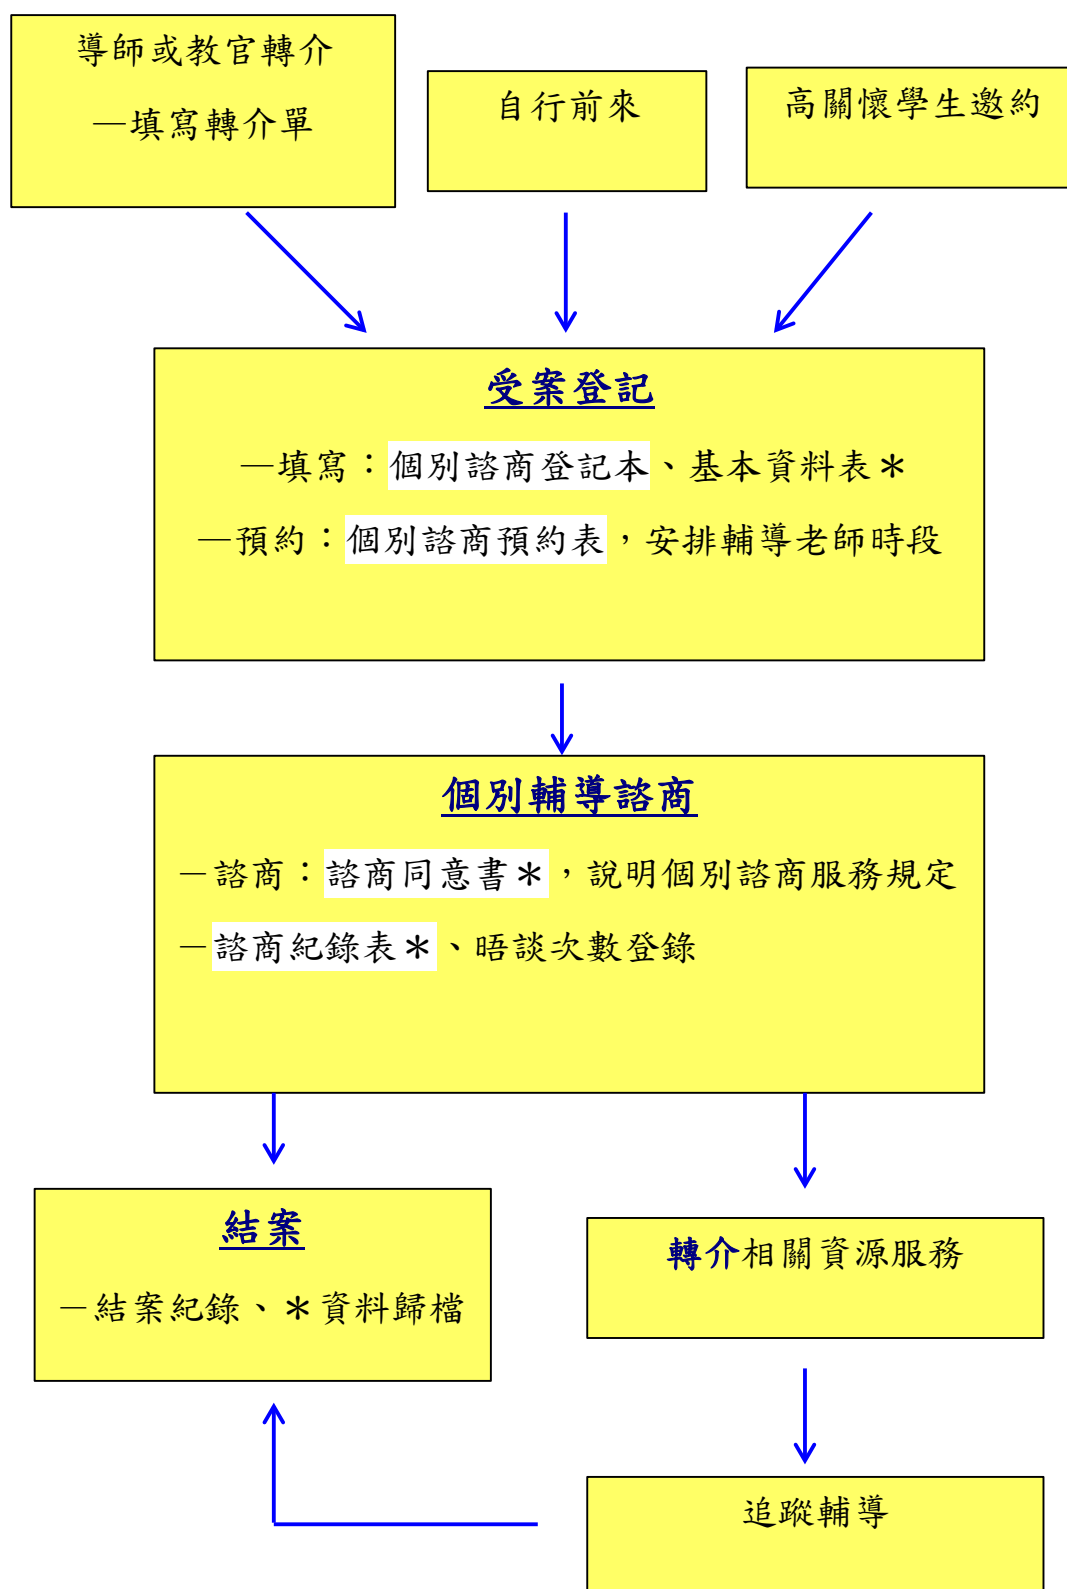 導師或教官轉介
—填寫轉介單
自行前來
高關懷學生邀約
受案登記
—填寫：個別諮商登記本、基本資料表＊
—預約：個別諮商預約表，安排輔導老師時段
個別輔導諮商
－諮商：諮商同意書＊，說明個別諮商服務規定
－諮商紀錄表＊、晤談次數登錄
結案
－結案紀錄、＊資料歸檔
轉介相關資源服務
追蹤輔導